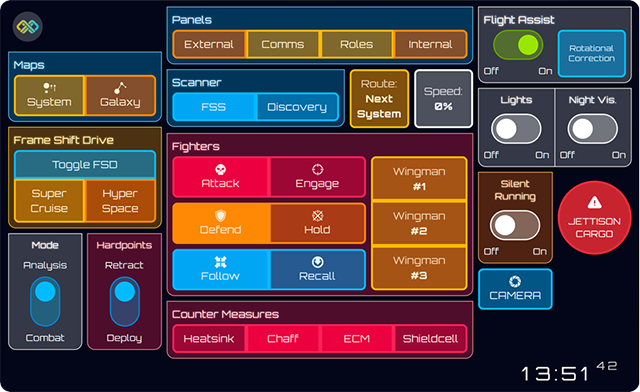 Panels
External Comms Roles Internal
Flight Assist
Off On
Rotational
Correction
Maps
System Galaxy
Scanner
FSS Discovery
Route:
Next
System
Speed:
0%
Lights
Off On
Night Vis.
Off On
Frame Shift Drive
Toggle FSD
Super
Cruise
Hyper
Space
Fighters
Attack Engage
Defend Hold
Follow Recall
Wingman
#1
Wingman
#2
Wingman
#3
Silent
Running
Off On
JETTISON
CARGO
Mode
Analysis
Combat
Hardpoints
Retract
Deploy
CAMERA
Counter Measures
Heatsink Chaff ECM Shieldcell
13:51 42